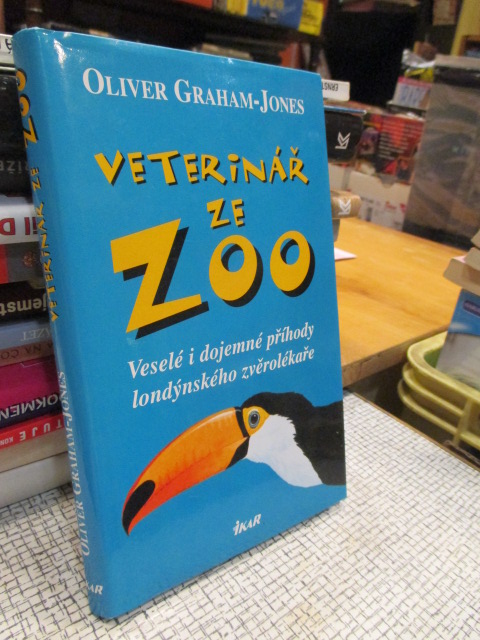 OLIVER GRAHAM-JONES
VETERINÁŘ
ZE
ZOO
Veselé i dojemné příhody
londýnského zvěrolékaře
IKAR
OLIVER GRAHAM-JONES
VETERINÁŘ ZE ZOO
IKAR